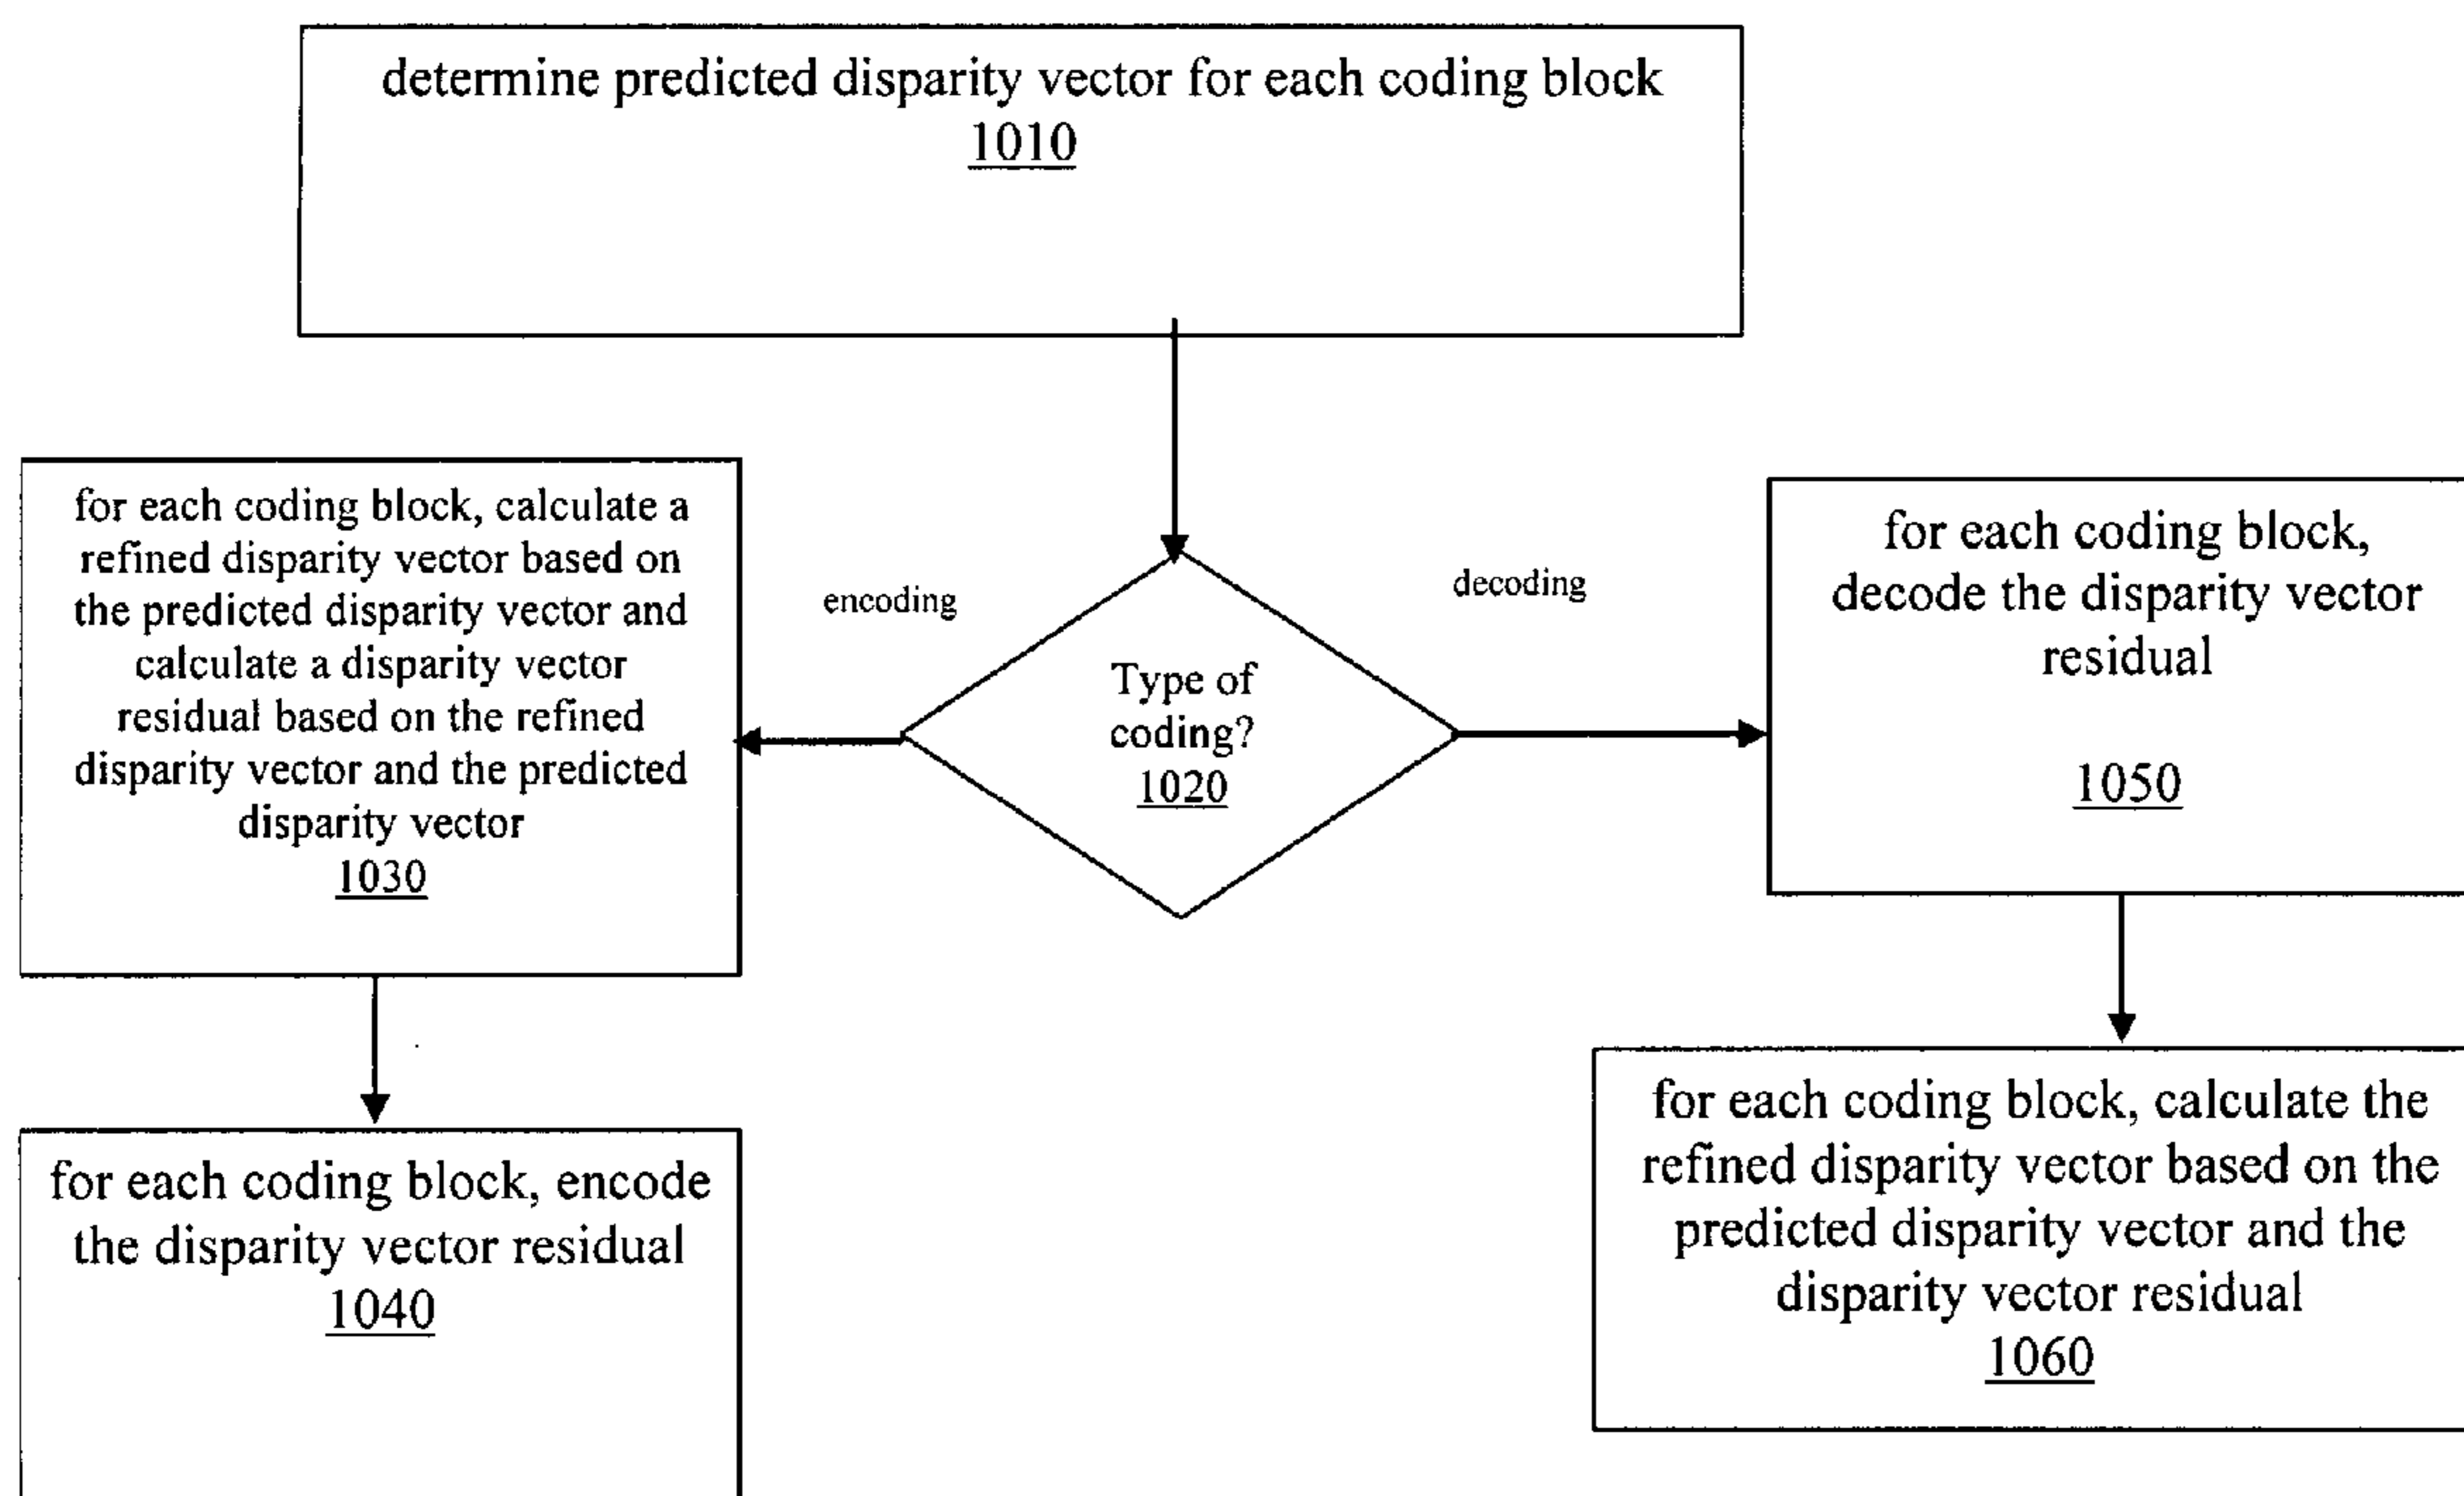 determine predicted disparity vector for each coding block
1010
for each coding block, calculate a
refined disparity vector based on
the predicted disparity vector and
calculate a disparity vector
residual based on the refined
disparity vector and the predicted
disparity vector
1030
encoding
Type of
coding?
1020
decoding
for each coding block,
decode the disparity vector
residual
1050
for each coding block, encode
the disparity vector residual
1040
for each coding block, calculate the
refined disparity vector based on the
predicted disparity vector and the
disparity vector residual
1060